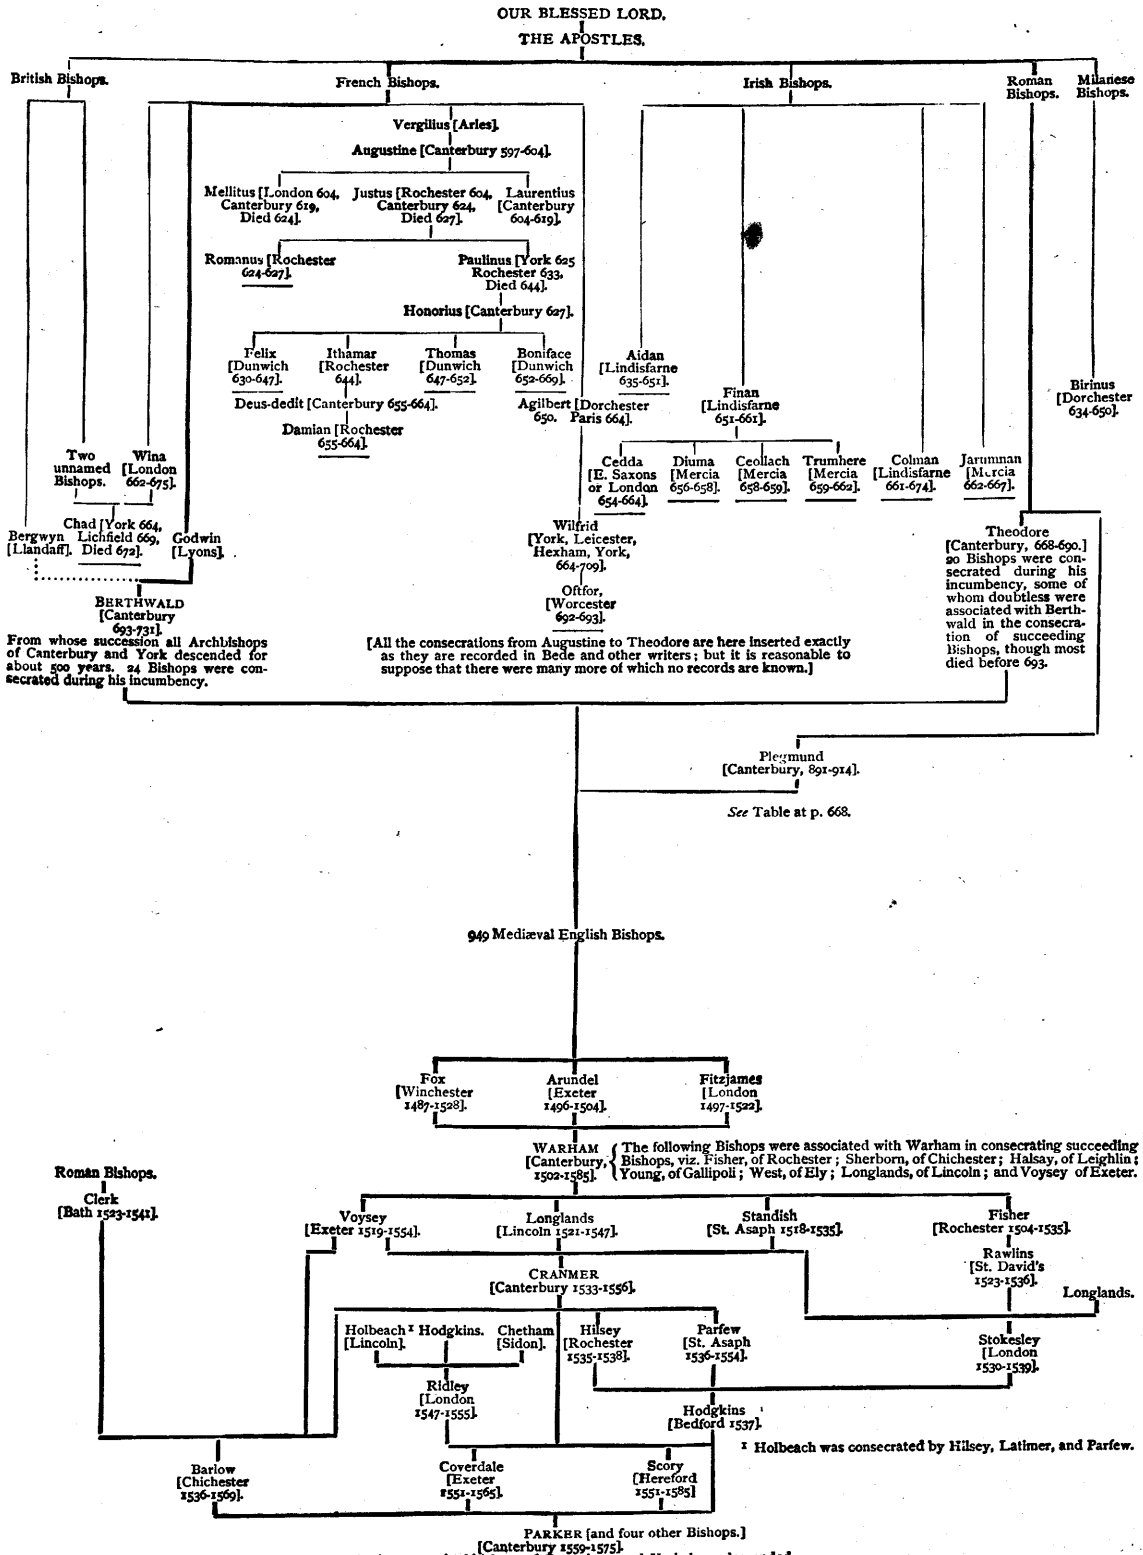 OUR BLESSED LORD.
THE APOSTLES.
British Bishops.
French Bishops.
Irish Bishops.
Roman
Bishops.
Milanese
Bishops.
Vergilius [Arles].
Augustine [Canterbury 597-604].
Mellitus [London 604,
Canterbury 619,
Died 624].
Justus [Rochester 604,
Canterbury 624,
Died 627].
Laurentius
[Canterbury
604-619].
Romanus [Rochester
624-627].
Paulinus [York 625
Rochester 633,
Died 644].
Honorius [Canterbury 627].
Felix
[Dunwich
630-647].
Ithamar
[Rochester
644].
Thomas
[Dunwich
647-652].
Boniface
[Dunwich
652-669].
Aidan
[Lindisfarne
635-651].
Birinus
[Dorchester
634-650].
Deus-dedit [Canterbury 655-664].
Agilbert [Dorchester
650. Paris 664].
Finan
[Lindisfarne
651-661].
Damian [Rochester
655-664].
Two
unnamed
Bishops.
Wina
[London
662-675].
Cedda
[E. Saxons
or London
654-664].
Diuma
[Mercia
656-658].
Ceollach
[Mercia
658-659].
Trumhere
[Mercia
659-662].
Colman
[Lindisfarne
661-674].
Jarumnan
[Mercia
662-667].
Bergwyn
[Llandaff].
Chad [York 664,
Lichfield 669,
Died 672].
Godwin
[Lyons].
Wilfrid
[York, Leicester,
Hexham, York,
664-709].
Theodore
[Canterbury, 668-690.]
20 Bishops were con-
secrated during his
incumbency, some of
whom doubtless were
associated with Berth-
wald in the consecra-
tion of succeeding
Bishops, though most
died before 693.
Oftfor,
[Worcester
692-693].
BERTHWALD
[Canterbury
693-731].
From whose succession all Archbishops
of Canterbury and York descended for
about 500 years. 24 Bishops were con-
secrated during his incumbency.
[All the consecrations from Augustine to Theodore are here inserted exactly
as they are recorded in Bede and other writers; but it is reasonable to
suppose that there were many more of which no records are known.]
Plegmund
[Canterbury, 891-914].
See Table at p. 668.
949 Mediæval English Bishops.
Fox
[Winchester
1487-1528].
Arundel
[Exeter
1496-1504].
Fitzjames
[London
1497-1522].
WARHAM
[Canterbury,
1502-1585].
The following Bishops were associated with Warham in consecrating succeeding
Bishops, viz. Fisher, of Rochester; Sherborn, of Chichester; Halsay, of Leighlin;
Young, of Gallipoli; West, of Ely; Longlands, of Lincoln; and Voysey of Exeter.
Roman Bishops.
Clerk
[Bath 1523-1541].
Voysey
[Exeter 1519-1554].
Longlands
[Lincoln 1521-1547].
Standish
[St. Asaph 1518-1535].
Fisher
[Rochester 1504-1535].
Rawlins
[St. David's
1523-1536].
Longlands.
CRANMER
[Canterbury 1533-1556].
Holbeach¹
[Lincoln].
Hodgkins.
Chetham
[Sidon].
Hilsey
[Rochester
1535-1538].
Parfew
[St. Asaph
1536-1554].
Stokesley
[London
1530-1539].
Ridley
[London
1547-1555].
Hodgkins
[Bedford 1537].
¹ Holbeach was consecrated by Hilsey, Latimer, and Parfew.
Barlow
[Chichester
1536-1569].
Coverdale
[Exeter
1551-1565].
Scory
[Hereford
1551-1585]
PARKER [and four other Bishops.]
[Canterbury 1559-1575].